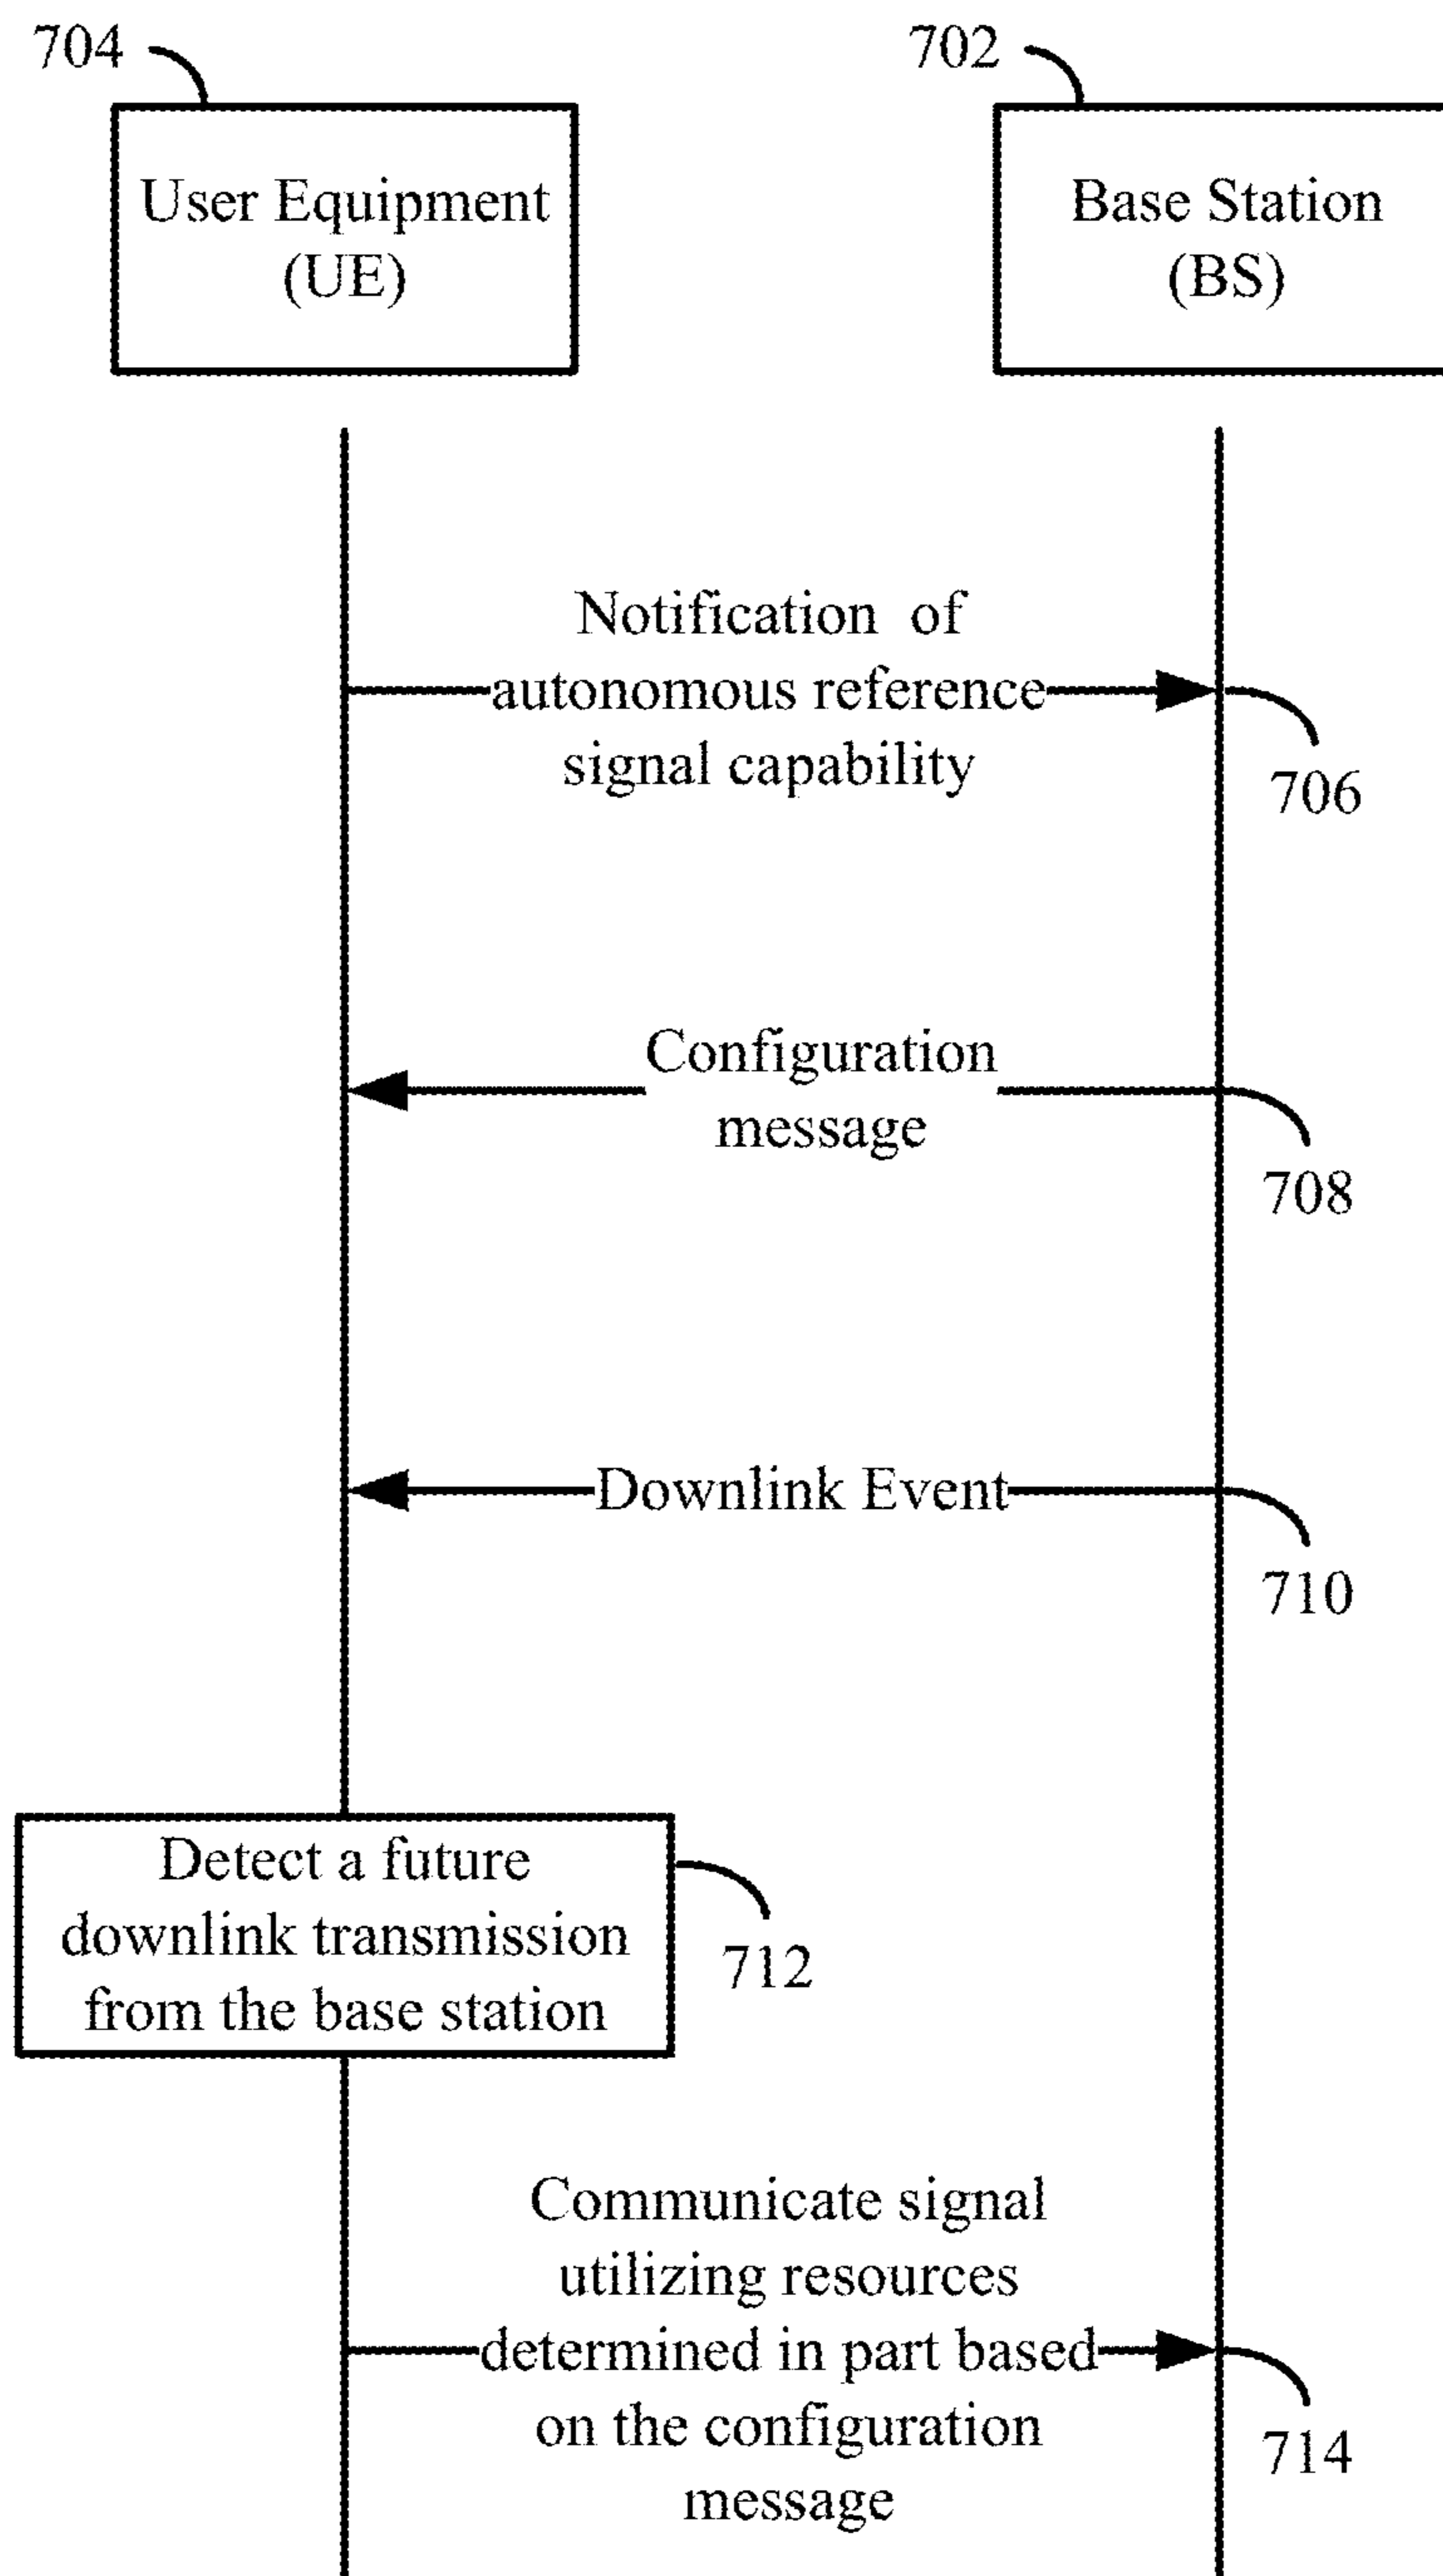 704
702
User Equipment
(UE)
Base Station
(BS)
Notification of
autonomous reference
signal capability
706
Configuration
message
708
Downlink Event
710
Detect a future
downlink transmission
from the base station
712
Communicate signal
utilizing resources
determined in part based
on the configuration
message
714